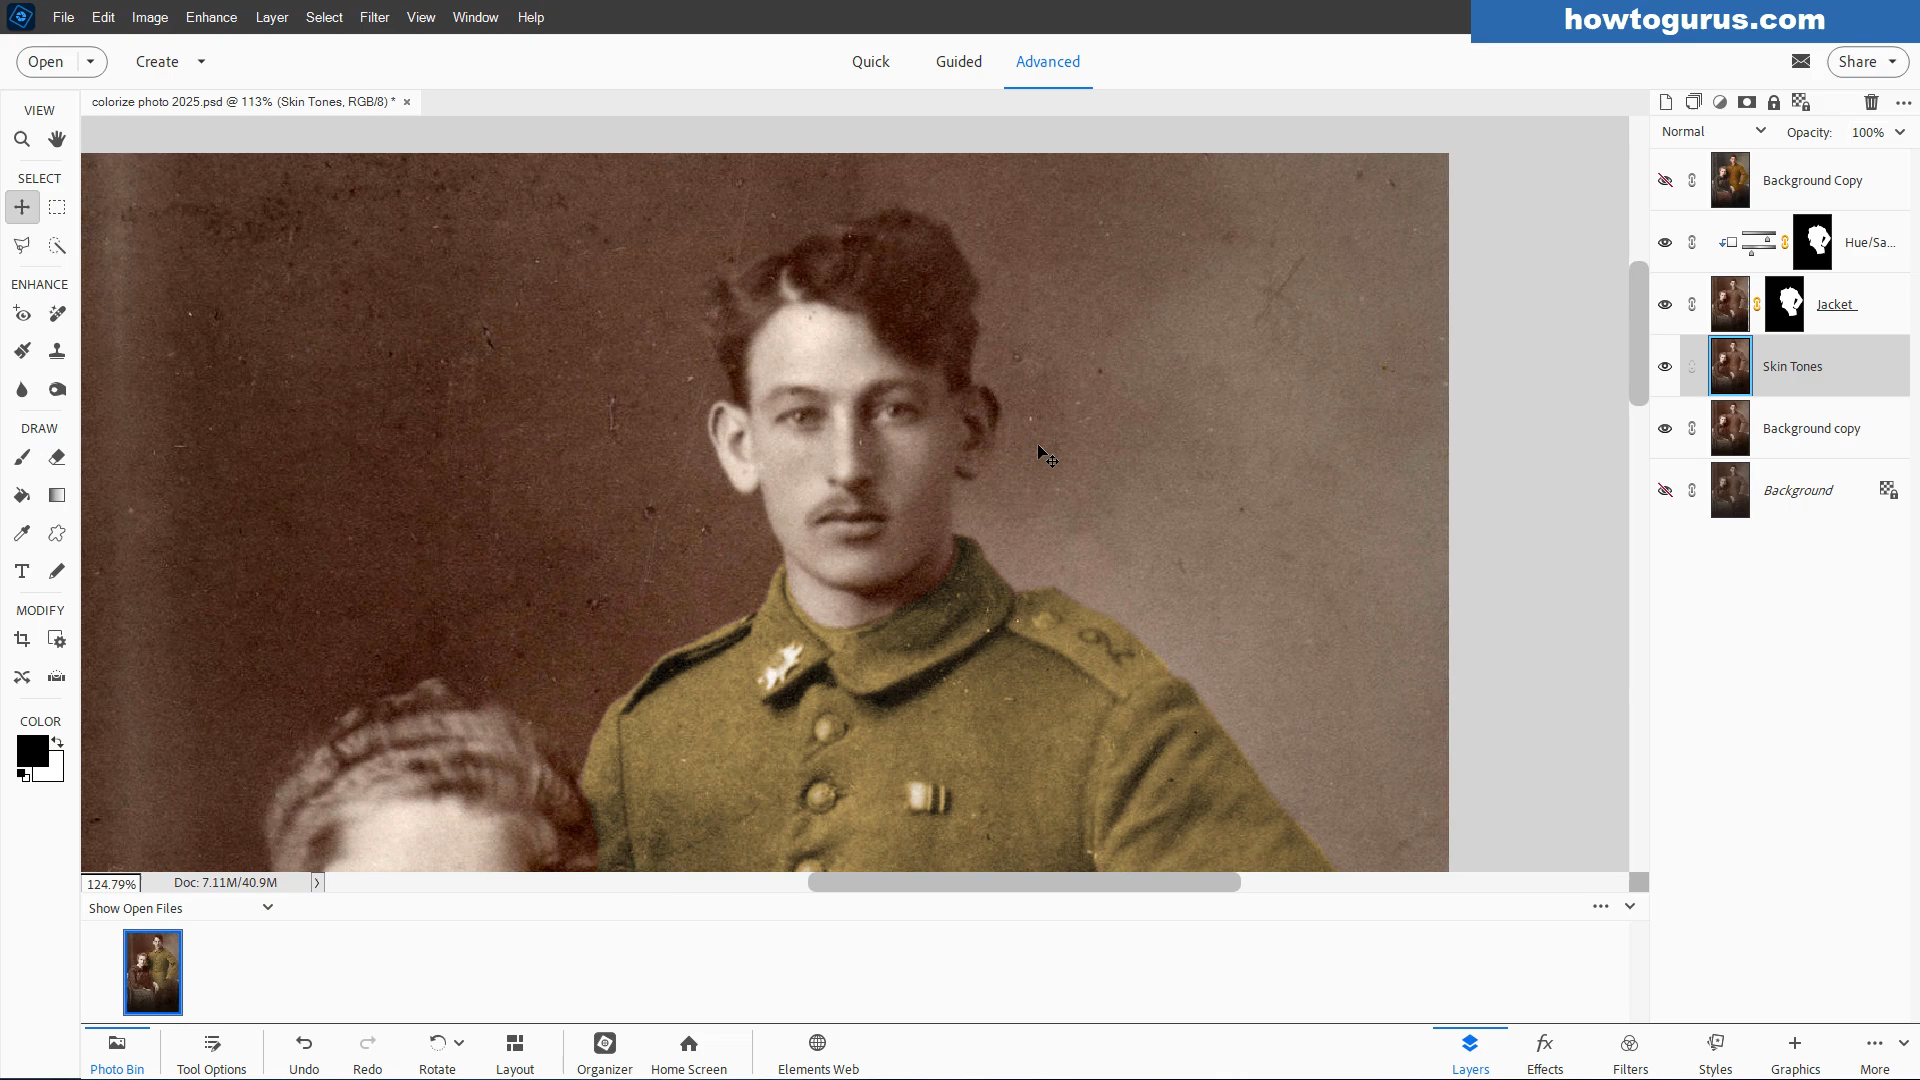 File Edit Image Enhance Layer Select Filter View Window Help
howtogurus.com
Open Create Quick Guided Advanced Share
VIEW
SELECT
ENHANCE
DRAW
MODIFY
COLOR
colorize photo 2025.psd @ 113% (Skin Tones, RGB/8) * ×
Normal Opacity: 100%
Background Copy
Hue/Sa...
Jacket
Skin Tones
Background copy
Background
124.79% Doc: 7.11M/40.9M
Show Open Files
Photo Bin Tool Options Undo Redo Rotate Layout Organizer Home Screen Elements Web Layers Effects Filters Styles Graphics More